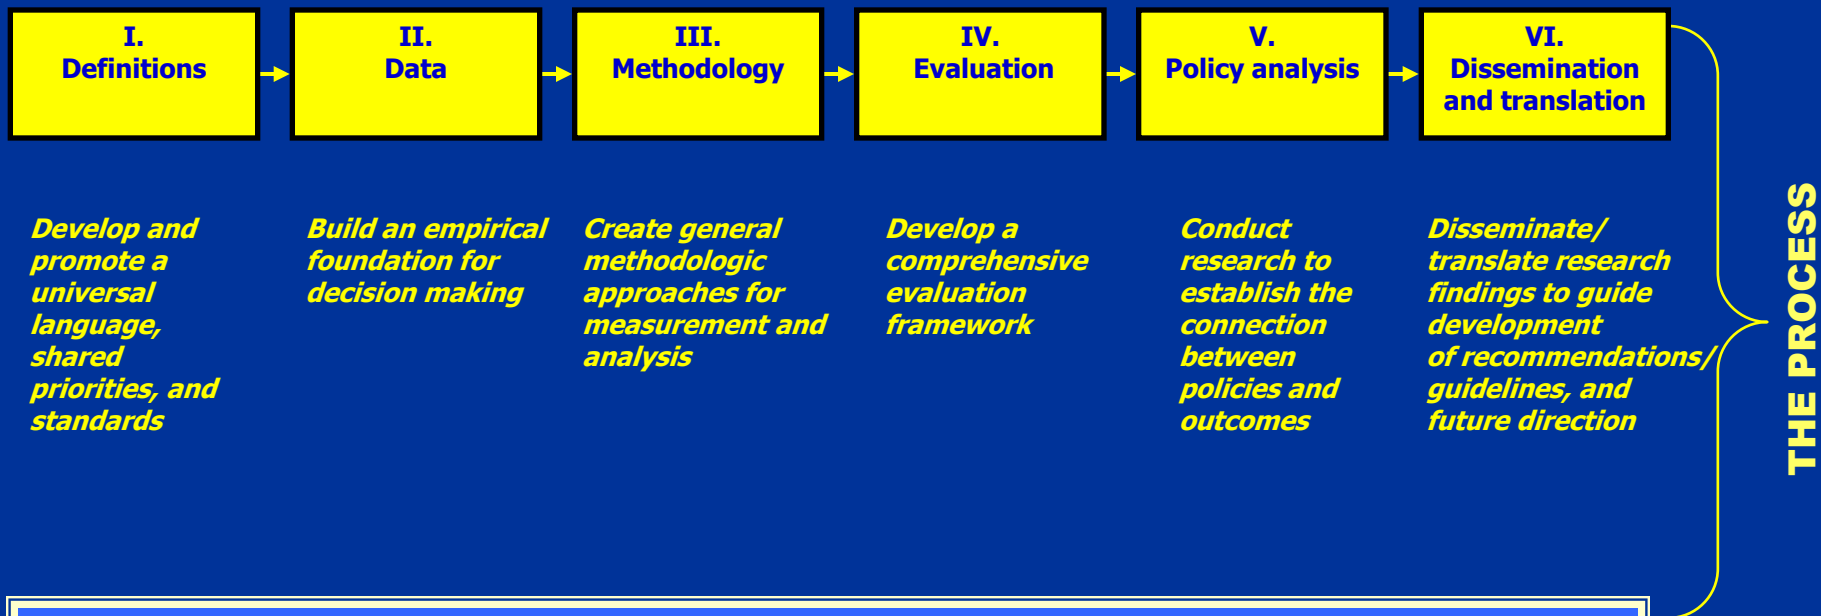 I.
Definitions
II.
Data
III.
Methodology
IV.
Evaluation
V.
Policy analysis
VI.
Dissemination
and translation
Develop and
promote a
universal
language,
shared
priorities, and
standards
Build an empirical
foundation for
decision making
Create general
methodologic
approaches for
measurement and
analysis
Develop a
comprehensive
evaluation
framework
Conduct
research to
establish the
connection
between
policies and
outcomes
Disseminate/
translate research
findings to guide
development
of recommendations/
guidelines, and
future direction
THE PROCESS